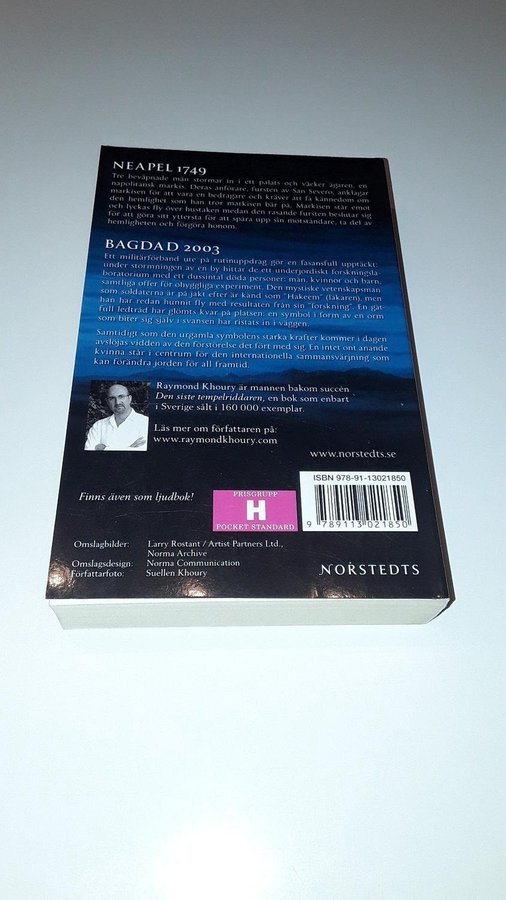 NEAPEL 1749
Tre beväpnade män stormar in i ett palats och väcker ägaren, en
napolitansk markis. Deras anförare, fursten av San Severo, anklagar
markisen för att vara en bedragare och kräver att få kännedom om
den hemlighet som han tror markisen bär på. Markisen står emot
och lyckas fly över hustaken medan den rasande fursten beslutar sig
för att göra sitt yttersta för att spåra upp sin motståndare, ta del av
hemligheten och förgöra honom.
BAGDAD 2003
Ett militärförband ute på rutinuppdrag gör en fasansfull upptäckt:
under stormningen av en by hittar de ett underjordiskt forskningsla-
boratorium med ett dussintal döda personer: män, kvinnor och barn,
samtliga offer för ohyggliga experiment. Den mystiske vetenskapsman
som soldaterna är på jakt efter är känd som "Hakeem" (läkaren), men
han har redan hunnit fly med resultaten från sin "forskning". En gåt-
full ledtråd har glömts kvar på platsen: en symbol i form av en orm
som biter sig själv i svansen har ristats in i väggen.
Samtidigt som den urgamla symbolens starka krafter kommer i dagen
avslöjas vidden av den förstörelse det fört med sig. En intet ont anande
kvinna står i centrum för den internationella sammansvärjning som
kan förändra jorden för all framtid.
Raymond Khoury är mannen bakom succén
Den siste tempelriddaren, en bok som enbart
i Sverige sålt i 160 000 exemplar.
Läs mer om författaren på:
www.raymondkhoury.com
www.norstedts.se
ISBN 978-91-13021850
9 789113 021850
Finns även som ljudbok!
PRISGRUPP
H
POCKET STANDARD
Omslagbilder: Larry Rostant / Artist Partners Ltd.,
Norma Archive
Omslagsdesign: Norma Communication
Författarfoto: Suellen Khoury
NORSTEDTS